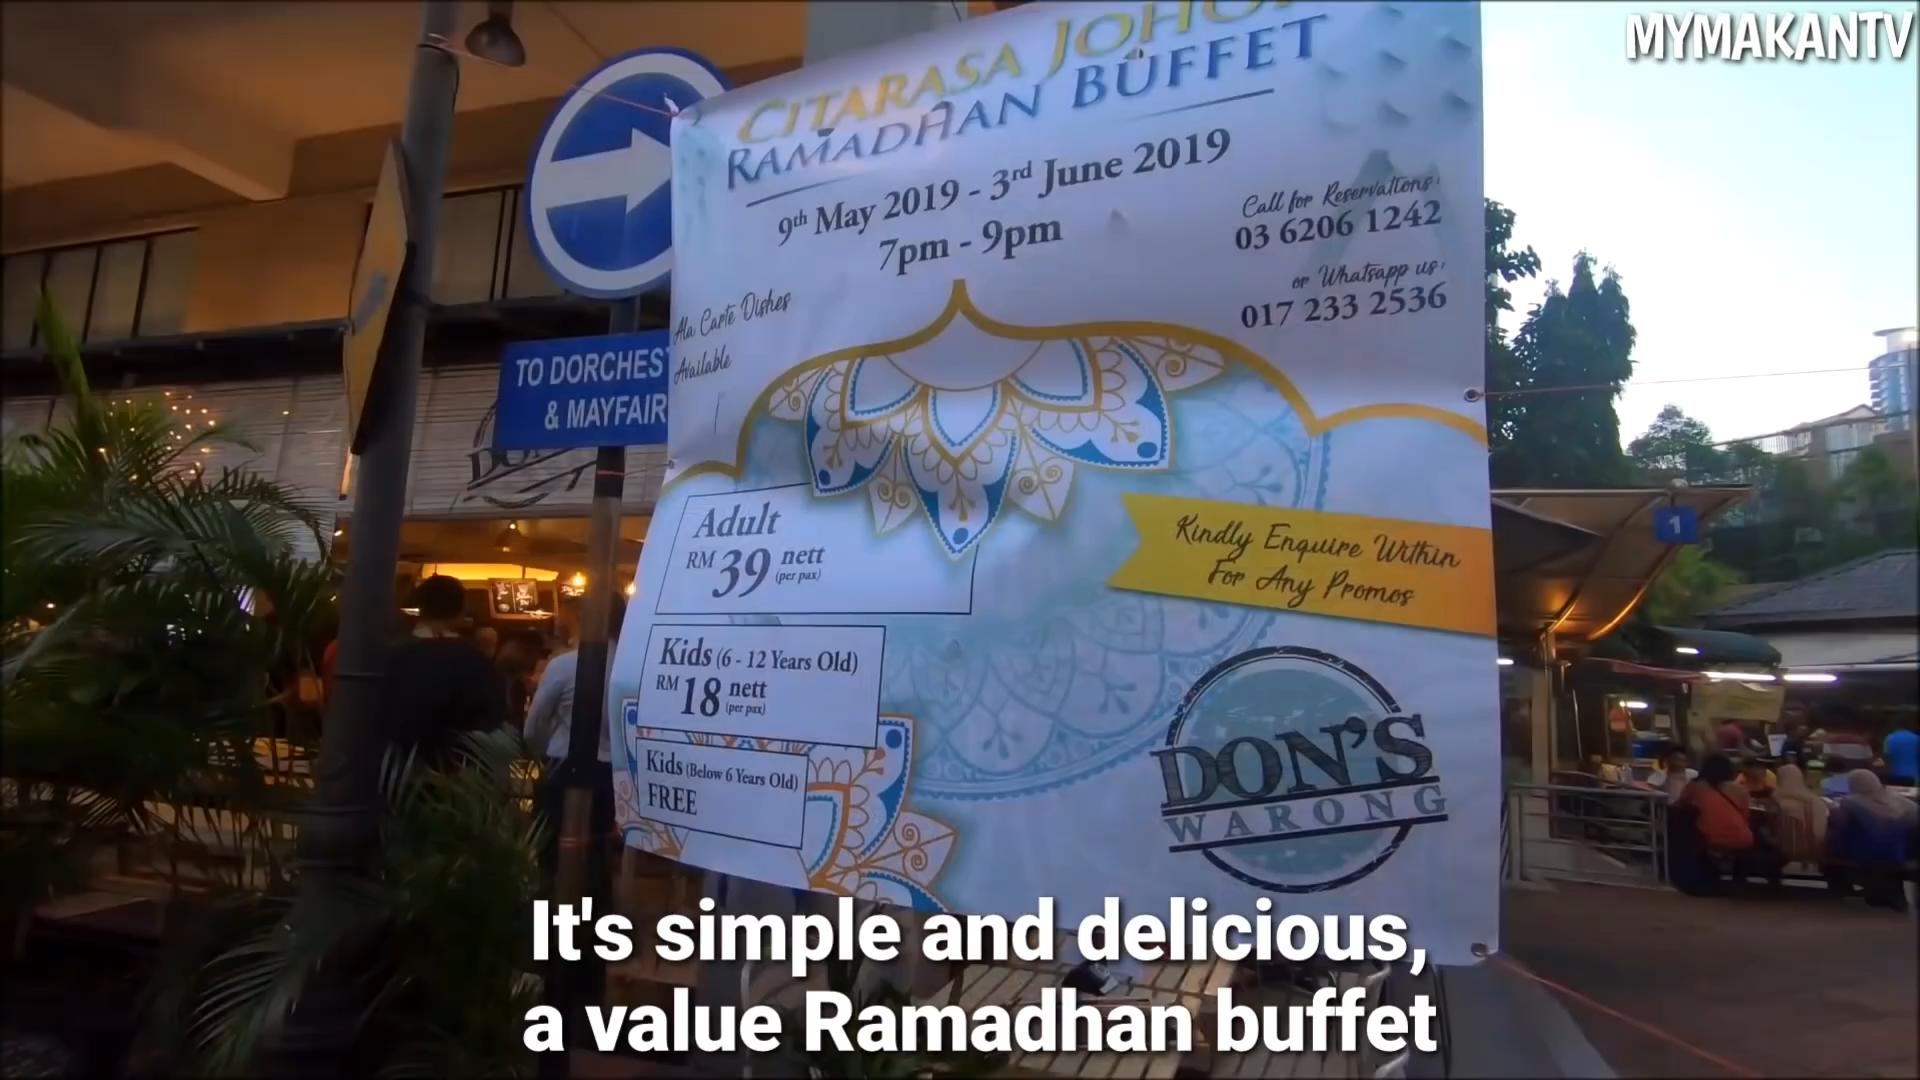 MYMAKANTV
CITARASA JOHO
RAMADHAN BUFFET
9th May 2019 - 3rd June 2019
7pm - 9pm
Call for Reservations:
03 6206 1242
or Whatsapp us:
017 233 2536
Ala Carte Dishes
Available
TO DORCHEST
& MAYFAIR
DON
Adult
RM 39 nett
(per pax)
Kindly Enquire Within
For Any Promos
1
Kids (6 - 12 Years Old)
RM 18 nett
(per pax)
Kids (Below 6 Years Old)
FREE
DON'S
WARONG
It's simple and delicious,
a value Ramadhan buffet